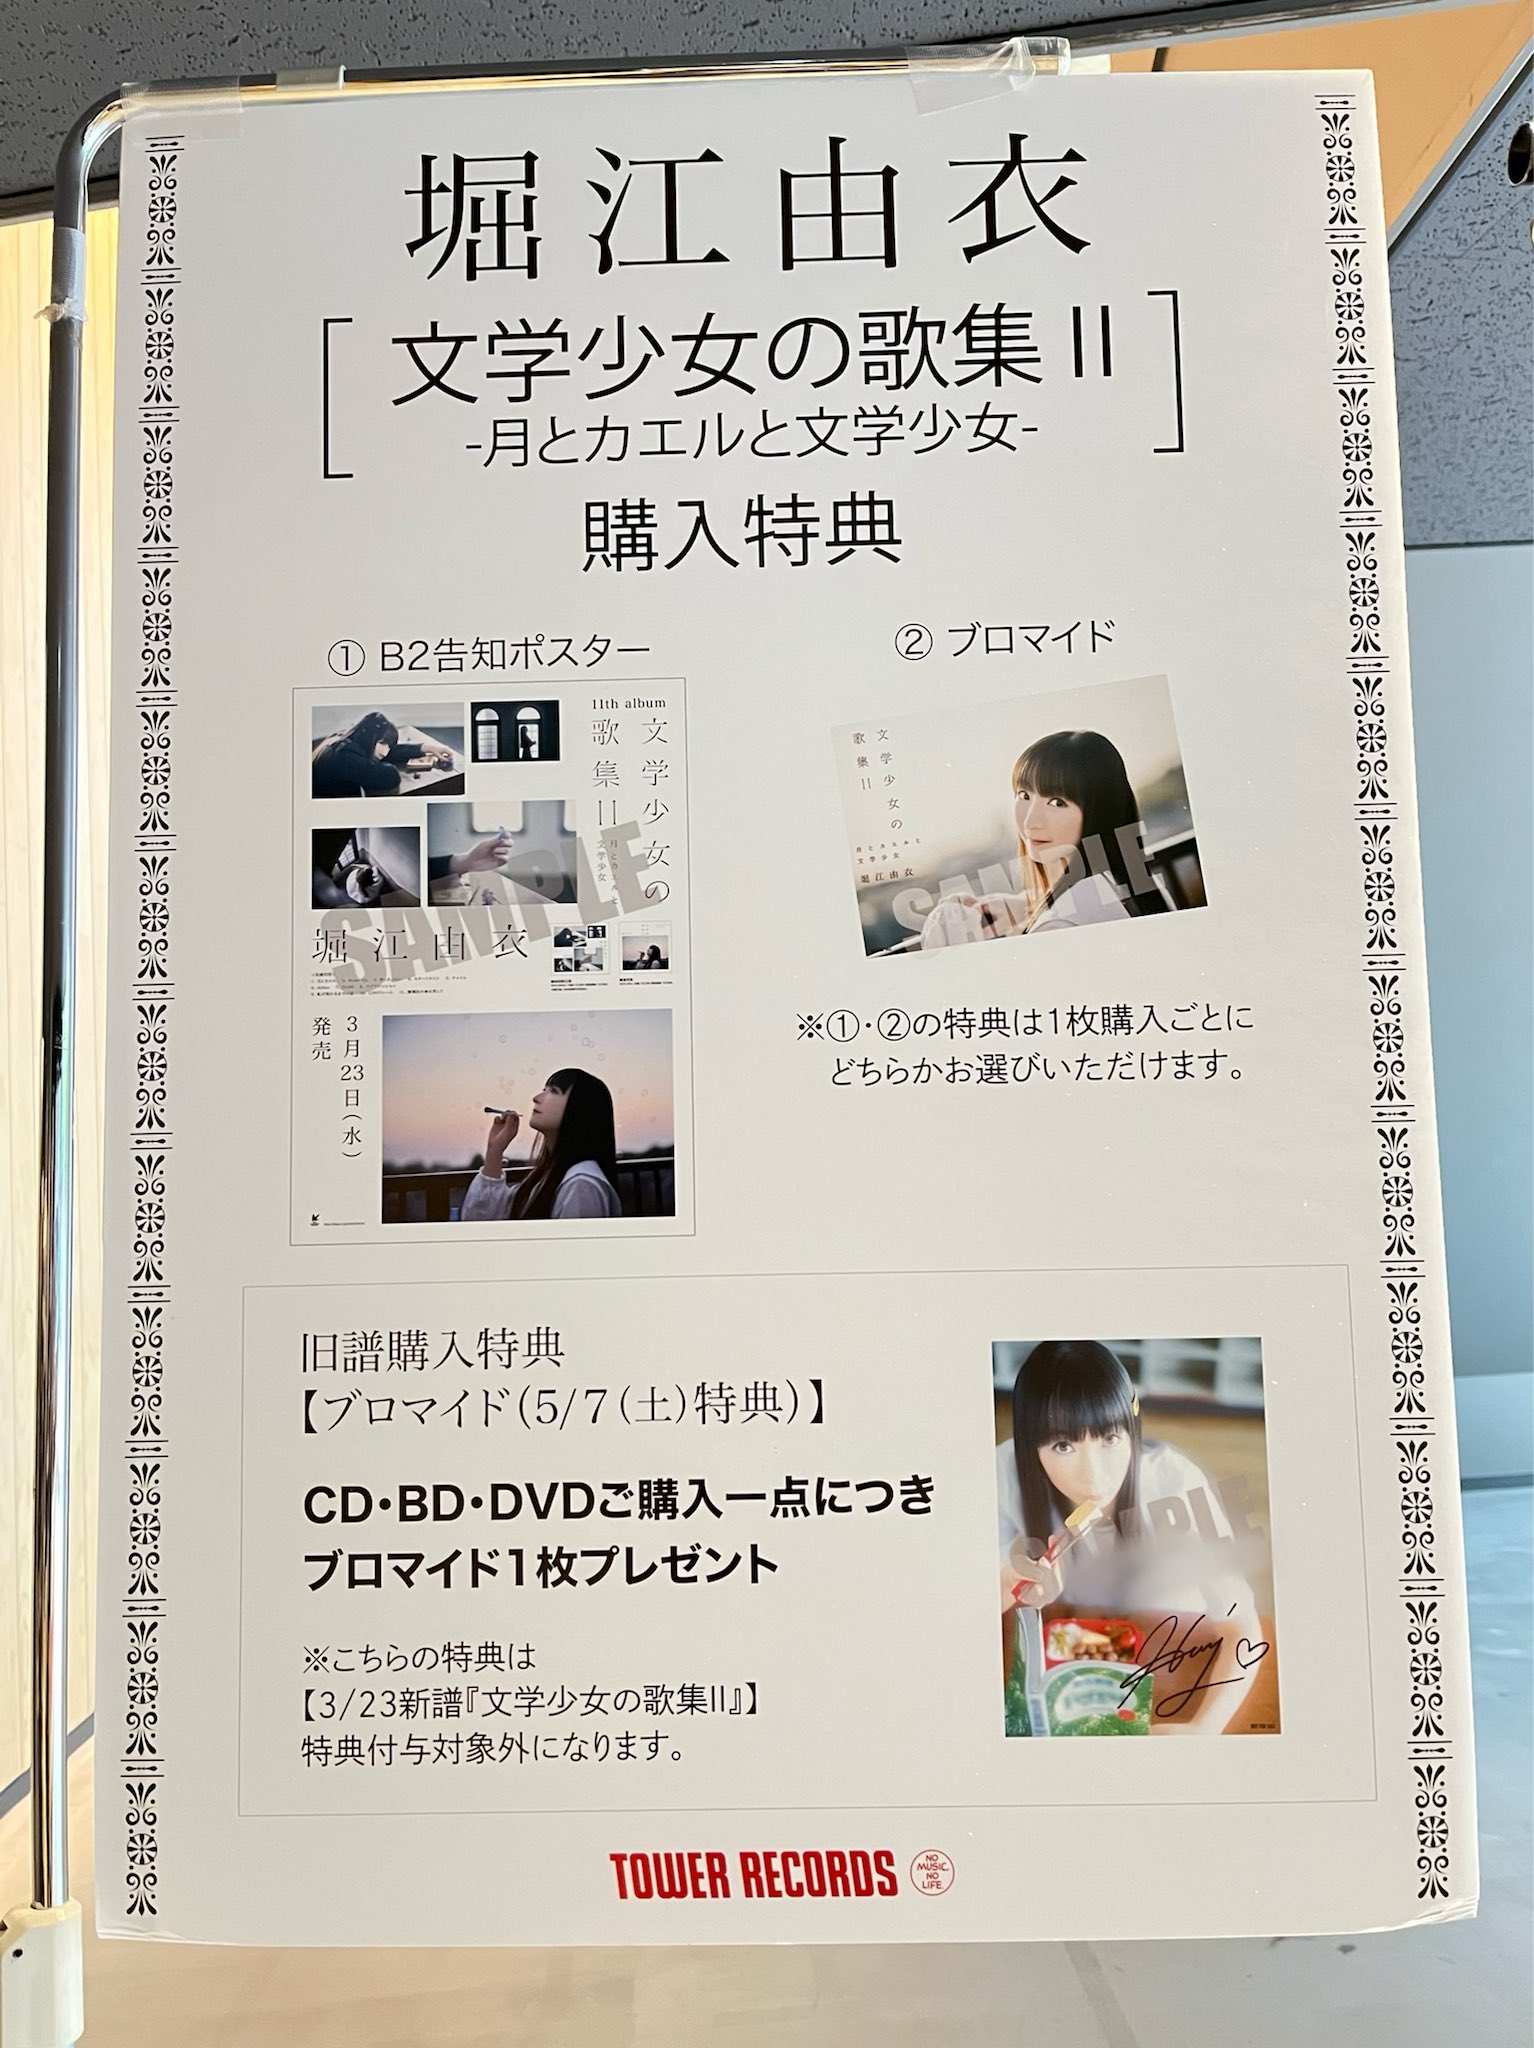 堀江由衣
文学少女の歌集II
-月とカエルと文学少女-
購入特典
① B2告知ポスター
11th album
文学少女の
歌集II
月とカエルと
文学少女
SAMPLE
堀江由衣
3月23日(水)
発売
② ブロマイド
文学少女の
歌集II
月とカエルと
文学少女
堀江由衣
SAMPLE
※①・②の特典は1枚購入ごとに
どちらかお選びいただけます。
旧譜購入特典
【ブロマイド(5/7(土)特典)】
CD・BD・DVDご購入一点につき
ブロマイド1枚プレゼント
※こちらの特典は
【3/23新譜『文学少女の歌集II』】
特典付与対象外になります。
SAMPLE
TOWER RECORDS
NO
MUSIC,
NO
LIFE.